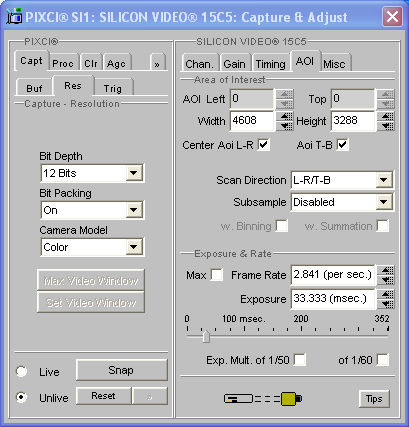 PIXCI® SI1: SILICON VIDEO® 15C5: Capture & Adjust
PIXCI®
Capt Proc Clr Agc »
Buf Res Trig
Capture - Resolution
Bit Depth
12 Bits
Bit Packing
On
Camera Model
Color
Max Video Window
Set Video Window
Live
Snap
Unlive
Reset »
SILICON VIDEO® 15C5
Chan. Gain Timing AOI Misc
Area of Interest
AOI Left 0 Top 0
Width 4608 Height 3288
Center Aoi L-R Aoi T-B
Scan Direction L-R/T-B
Subsample Disabled
w. Binning w. Summation
Exposure & Rate
Max Frame Rate 2.841 (per sec.)
Exposure 33.333 (msec.)
0 100 msec. 200 352
Exp. Mult. of 1/50 of 1/60
Tips